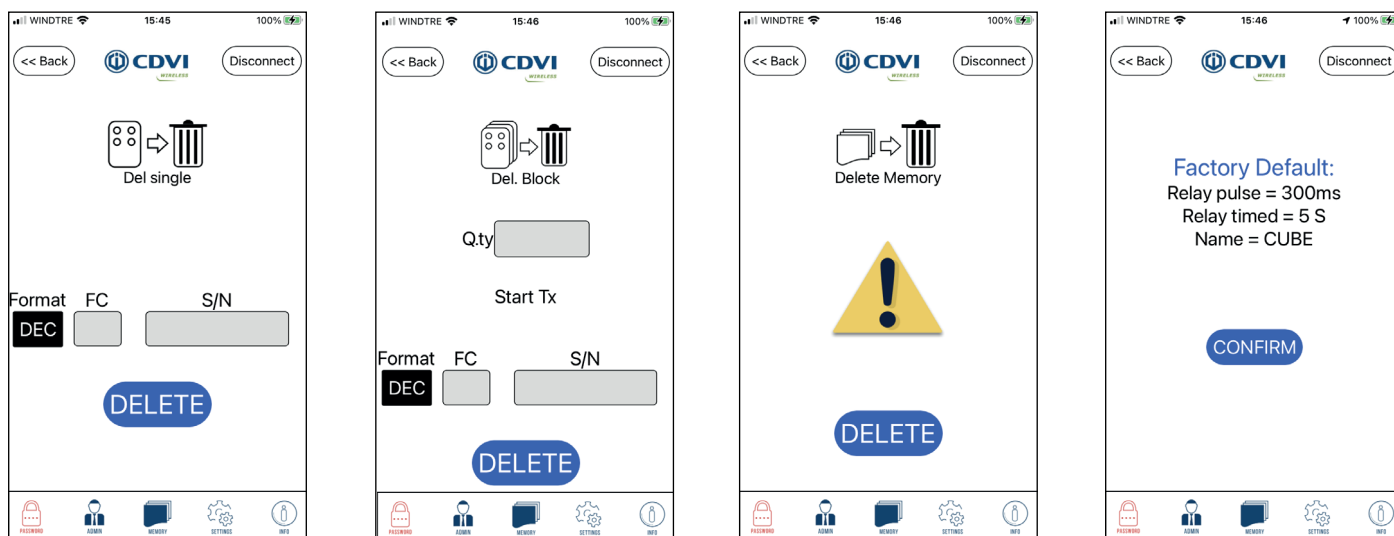 WINDTRE 15:45 100%
<< Back CDVI Disconnect
WIRELESS
Del single
Format FC S/N
DEC
DELETE
PASSWORD ADMIN MEMORY SETTINGS INFO
WINDTRE 15:46 100%
<< Back CDVI Disconnect
WIRELESS
Del. Block
Q.ty
Start Tx
Format FC S/N
DEC
DELETE
PASSWORD ADMIN MEMORY SETTINGS INFO
WINDTRE 15:46 100%
<< Back CDVI Disconnect
WIRELESS
Delete Memory
DELETE
PASSWORD ADMIN MEMORY SETTINGS INFO
WINDTRE 15:46 100%
<< Back CDVI Disconnect
WIRELESS
Factory Default:
Relay pulse = 300ms
Relay timed = 5 S
Name = CUBE
CONFIRM
PASSWORD ADMIN MEMORY SETTINGS INFO